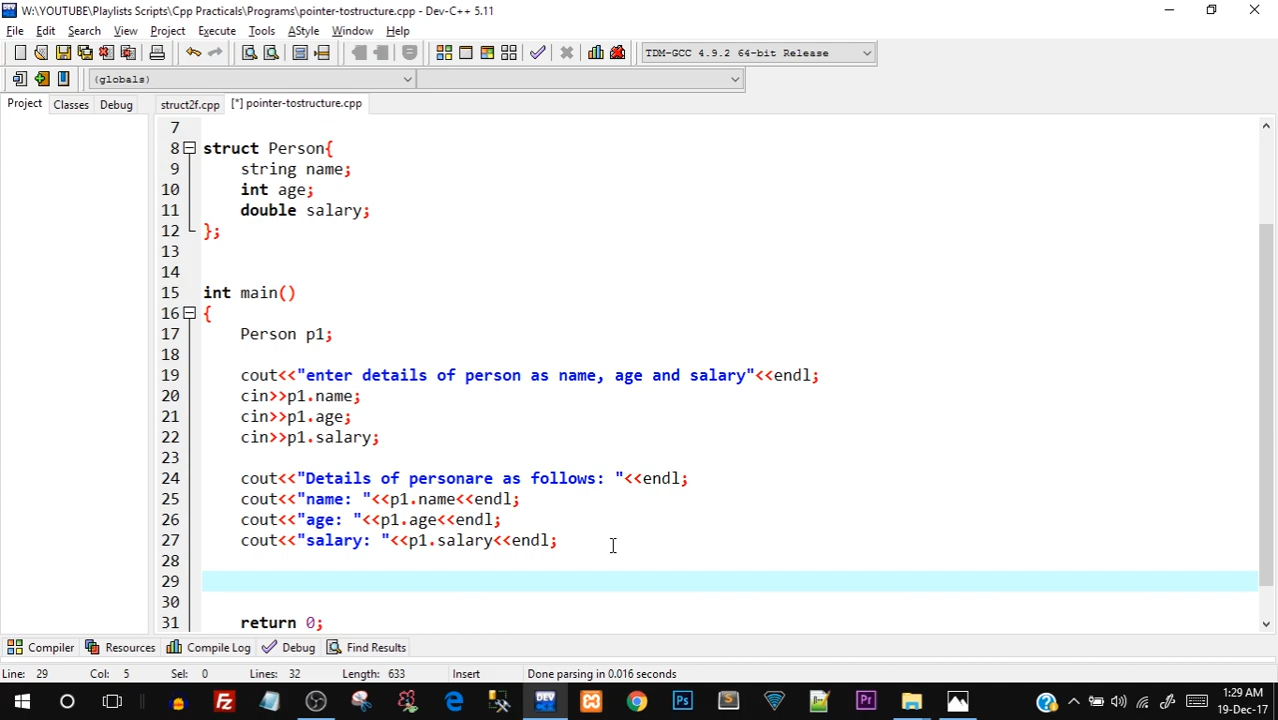 W:\YOUTUBE\Playlists Scripts\Cpp Practicals\Programs\pointer-tostructure.cpp - Dev-C++ 5.11
File Edit Search View Project Execute Tools AStyle Window Help
TDM-GCC 4.9.2 64-bit Release
(globals)
Project Classes Debug struct2f.cpp [*] pointer-tostructure.cpp
7
8 struct Person{
9 string name;
10 int age;
11 double salary;
12 };
13
14
15 int main()
16 {
17 Person p1;
18
19 cout<<"enter details of person as name, age and salary"<<endl;
20 cin>>p1.name;
21 cin>>p1.age;
22 cin>>p1.salary;
23
24 cout<<"Details of personare as follows: "<<endl;
25 cout<<"name: "<<p1.name<<endl;
26 cout<<"age: "<<p1.age<<endl;
27 cout<<"salary: "<<p1.salary<<endl;
28
29
30
31 return 0;
Compiler Resources Compile Log Debug Find Results
Line: 29 Col: 5 Sel: 0 Lines: 32 Length: 633 Insert Done parsing in 0.016 seconds
1:29 AM
19-Dec-17